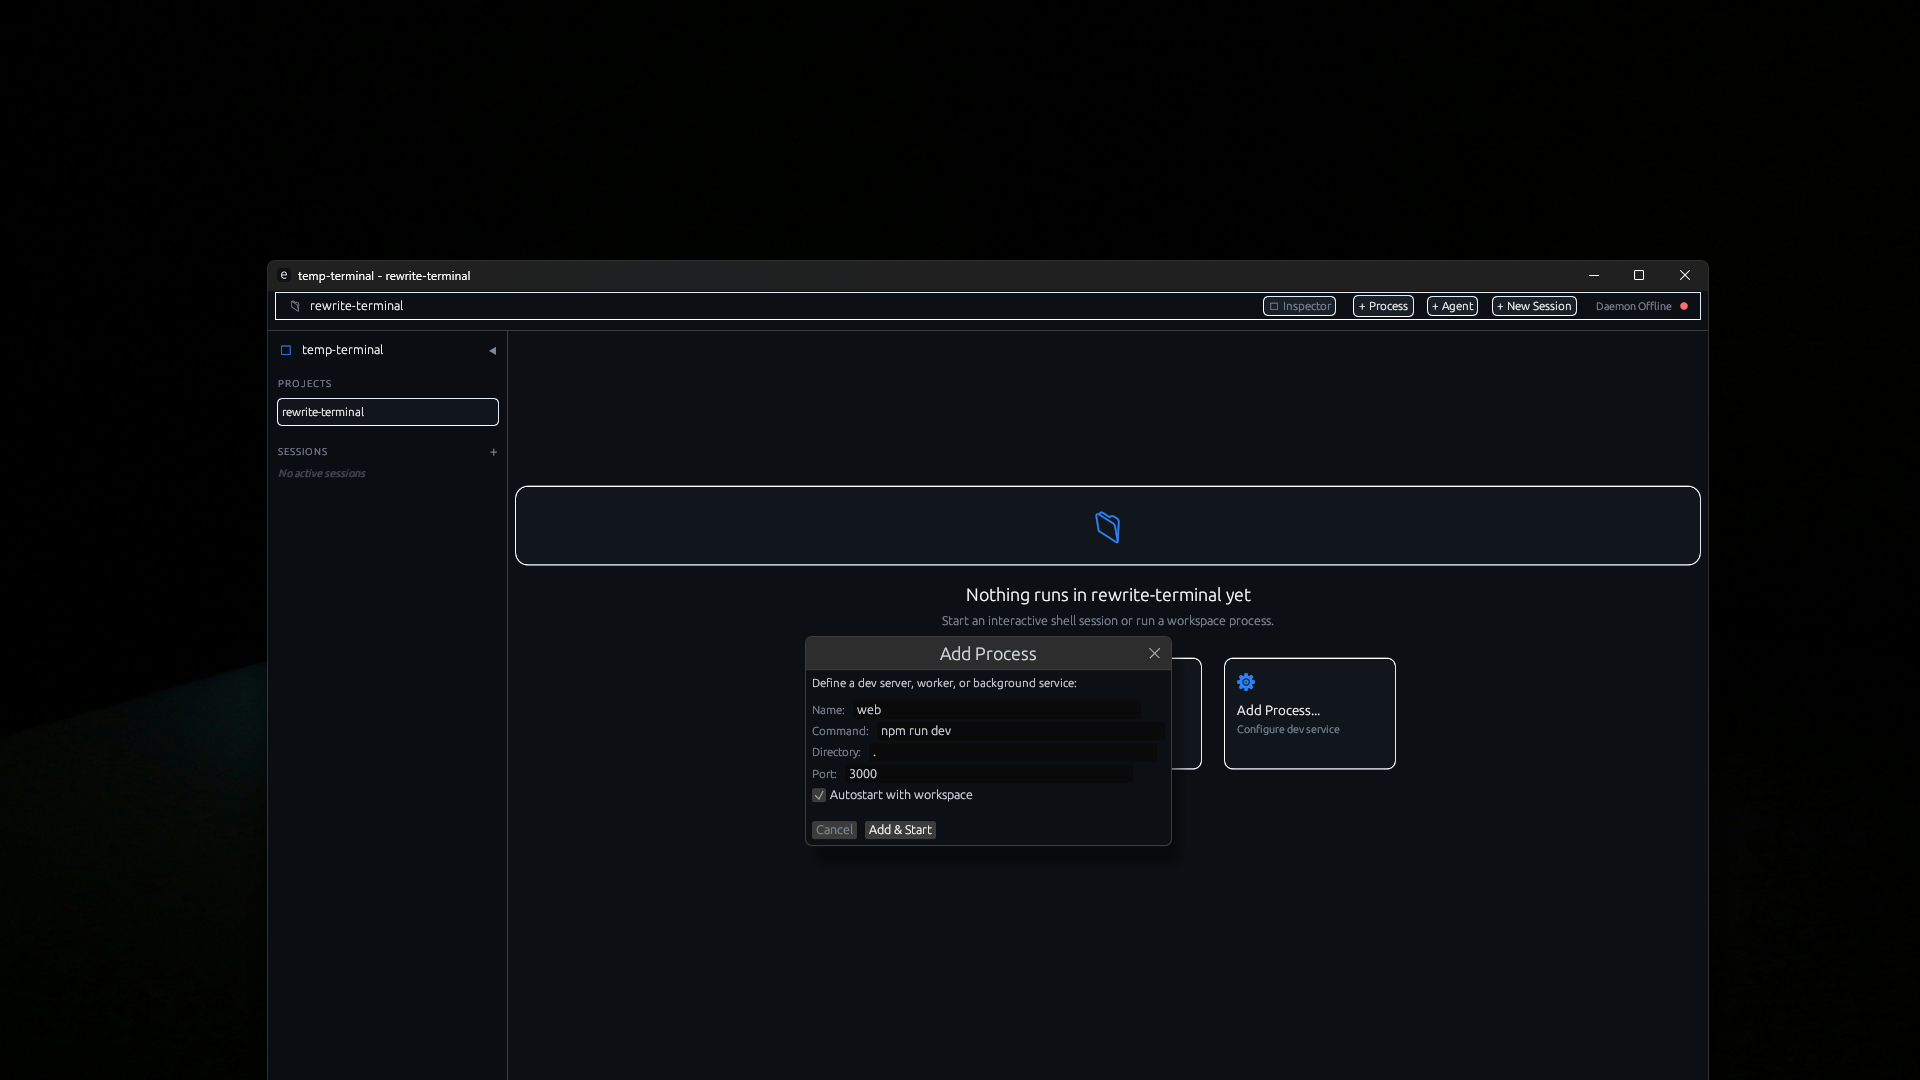 e temp-terminal - rewrite-terminal
rewrite-terminal
Inspector
+ Process
+ Agent
+ New Session
Daemon Offline
temp-terminal
PROJECTS
rewrite-terminal
SESSIONS +
No active sessions
Nothing runs in rewrite-terminal yet
Start an interactive shell session or run a workspace process.
Add Process
Define a dev server, worker, or background service:
Name: web
Command: npm run dev
Directory: .
Port: 3000
Autostart with workspace
Cancel Add & Start
Add Process...
Configure dev service